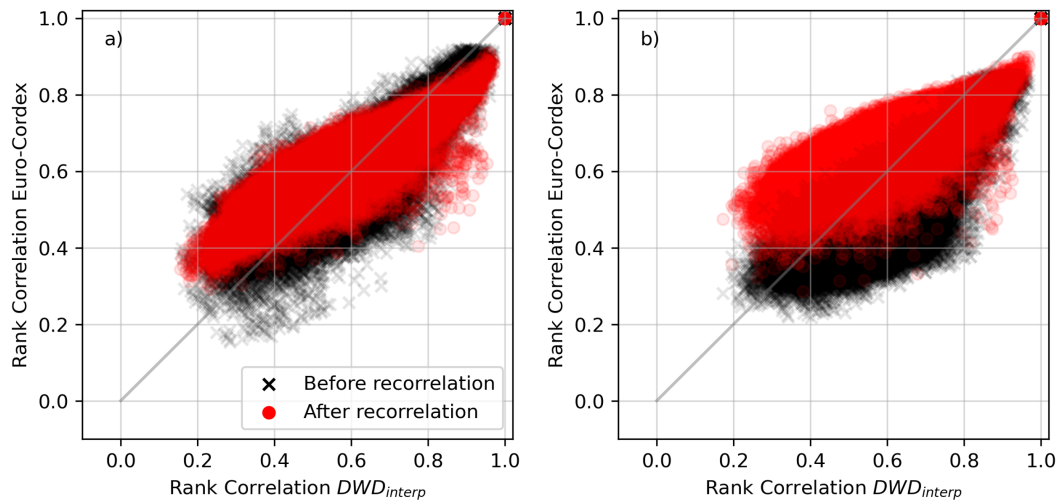 a)
Rank Correlation Euro-Cordex
1.0
0.8
0.6
0.4
0.2
0.0
Before recorrelation
After recorrelation
0.0 0.2 0.4 0.6 0.8 1.0
Rank Correlation DWD_interp
b)
Rank Correlation Euro-Cordex
1.0
0.8
0.6
0.4
0.2
0.0
0.0 0.2 0.4 0.6 0.8 1.0
Rank Correlation DWD_interp